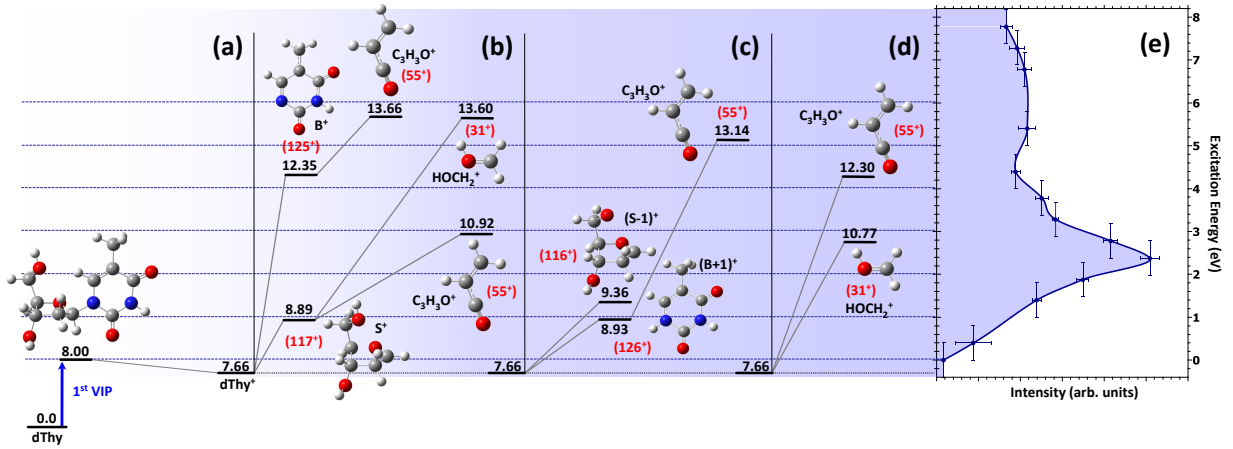 (a)
(b)
(c)
(d)
(e)
0.0
dThy
1st VIP
8.00
7.66
dThy⁺
B⁺
(125⁺)
12.35
C₃H₃O⁺
(55⁺)
13.66
8.89
(117⁺)
S⁺
13.60
(31⁺)
HOCH₂⁺
10.92
C₃H₃O⁺
(55⁺)
7.66
(S-1)⁺
(116⁺)
9.36
(B+1)⁺
8.93
(126⁺)
C₃H₃O⁺
(55⁺)
13.14
7.66
C₃H₃O⁺
(55⁺)
12.30
10.77
(31⁺)
HOCH₂⁺
8
7
6
5
4
3
2
1
0
Excitation Energy (eV)
Intensity (arb. units)